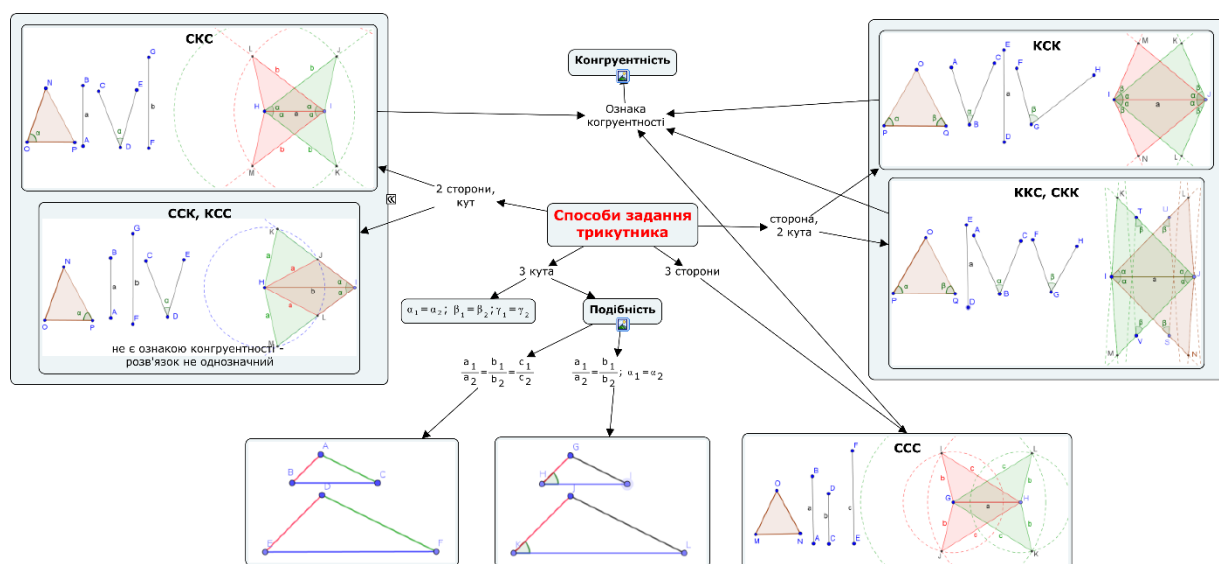 СКС
Конгруентність
КСК
Ознака
когруентності
2 сторони,
кут
ККС, СКК
ССК, КСС
Способи задання
трикутника
сторона,
2 кута
3 кута
3 сторони
α₁=α₂; β₁=β₂; γ₁=γ₂
Подібність
не є ознакою конгруентності -
розв'язок не однозначний
a₁/a₂=b₁/b₂=c₁/c₂
a₁/a₂=b₁/b₂; α₁=α₂
ССС